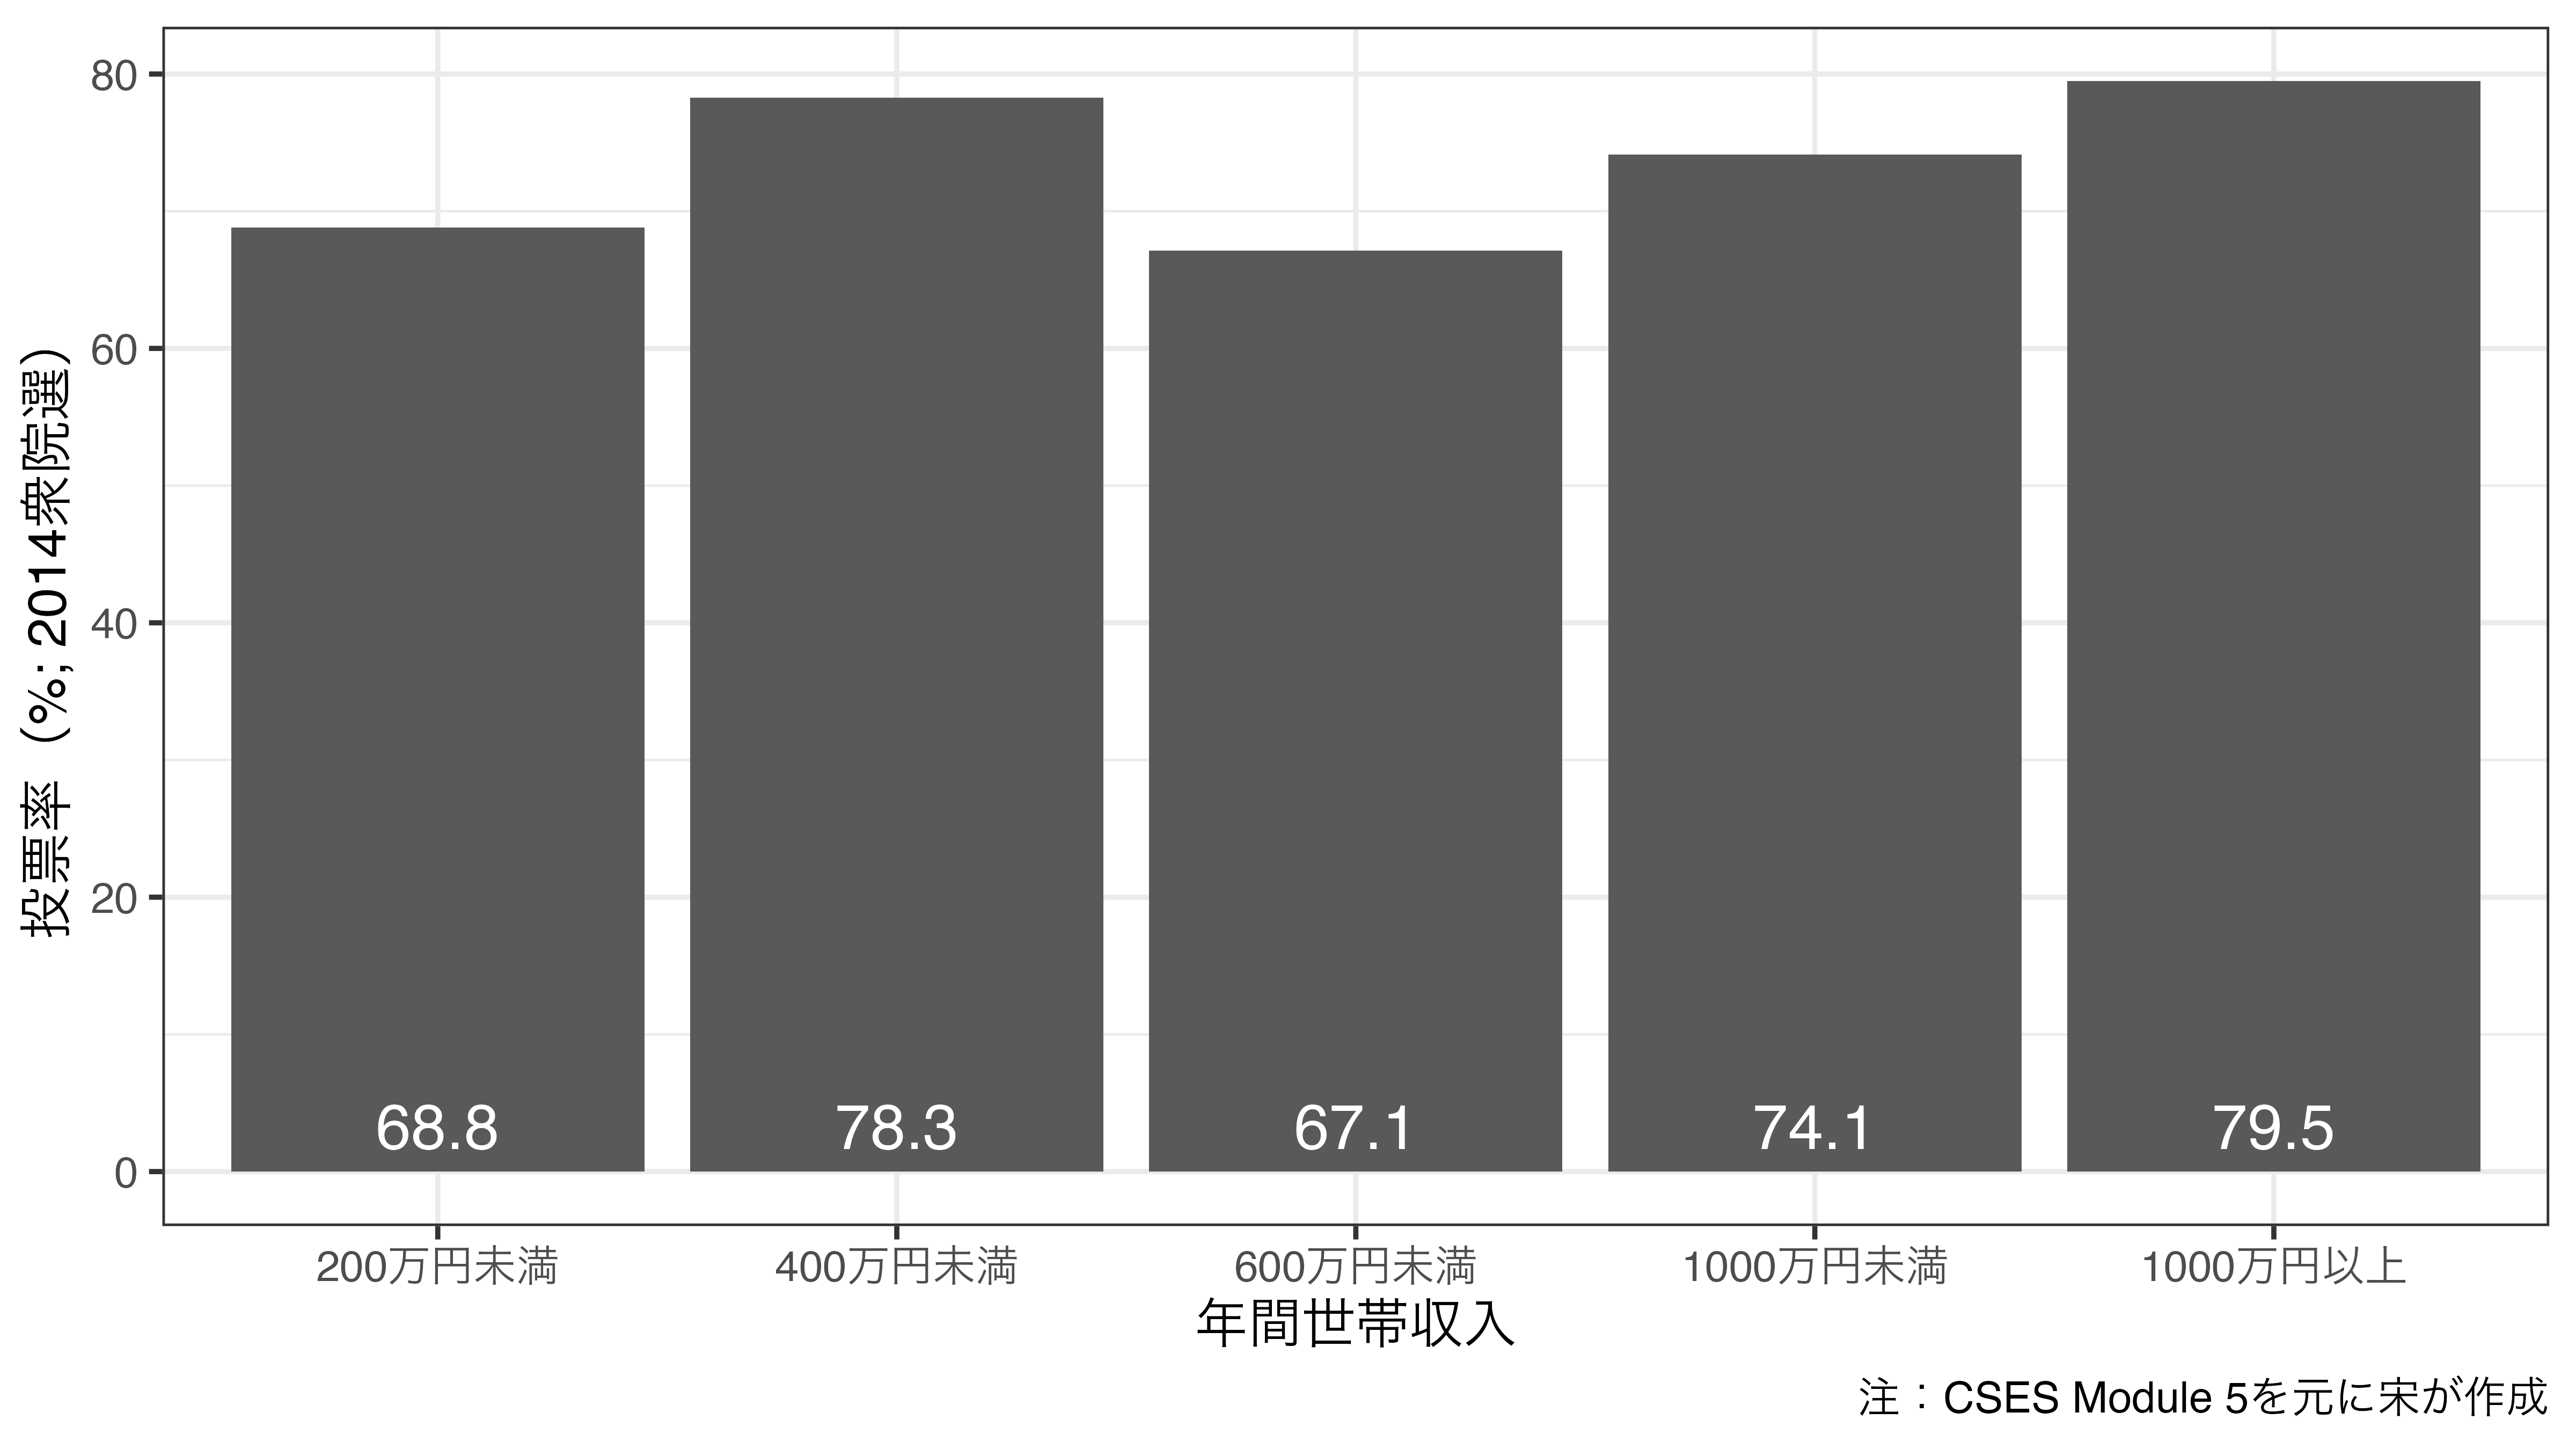 投票率（%; 2014衆院選）
80
60
40
20
0
68.8
78.3
67.1
74.1
79.5
200万円未満
400万円未満
600万円未満
1000万円未満
1000万円以上
年間世帯収入
注：CSES Module 5を元に宋が作成